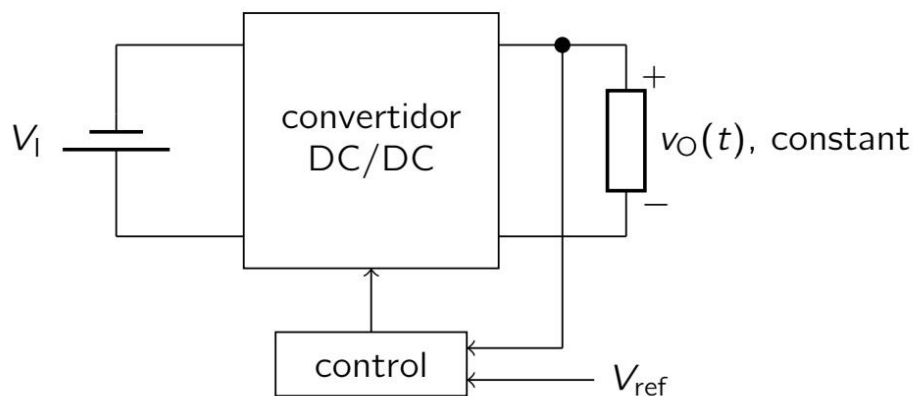 convertidor
DC/DC
V_I
+
v_O(t), constant
−
control
V_ref